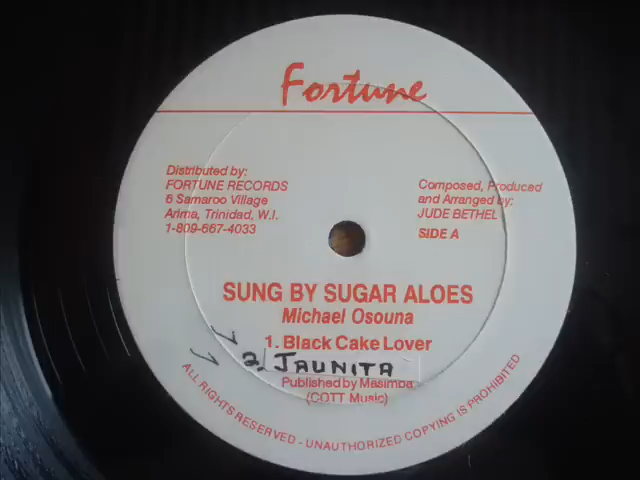 Fortune
Distributed by:
FORTUNE RECORDS
6 Samaroo Village
Arima, Trinidad, W.I.
1-809-667-4033
Composed, Produced
and Arranged by:
JUDE BETHEL
SIDE A
SUNG BY SUGAR ALOES
Michael Osouna
1. Black Cake Lover
2, JAUNITA
Published by Masimba
(COTT Music)
ALL RIGHTS RESERVED - UNAUTHORIZED COPYING IS PROHIBITED